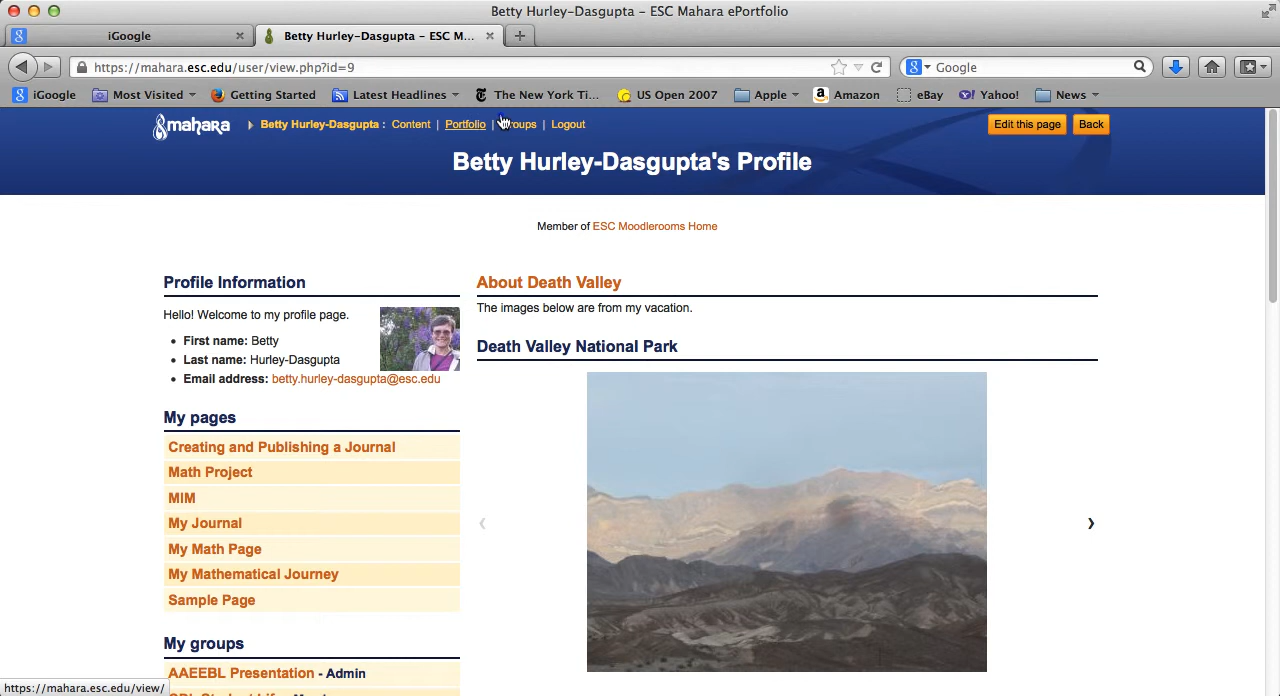 Betty Hurley-Dasgupta - ESC Mahara ePortfolio
iGoogle
Betty Hurley-Dasgupta - ESC M...
https://mahara.esc.edu/user/view.php?id=9
Google
iGoogle Most Visited Getting Started Latest Headlines The New York Ti... US Open 2007 Apple Amazon eBay Yahoo! News
mahara Betty Hurley-Dasgupta : Content | Portfolio | | Logout Edit this page Back
Betty Hurley-Dasgupta's Profile
Member of ESC Moodlerooms Home
Profile Information
Hello! Welcome to my profile page.
First name: Betty
Last name: Hurley-Dasgupta
Email address: betty.hurley-dasgupta@esc.edu
My pages
Creating and Publishing a Journal
Math Project
MIM
My Journal
My Math Page
My Mathematical Journey
Sample Page
My groups
AAEEBL Presentation - Admin
About Death Valley
The images below are from my vacation.
Death Valley National Park
https://mahara.esc.edu/view/